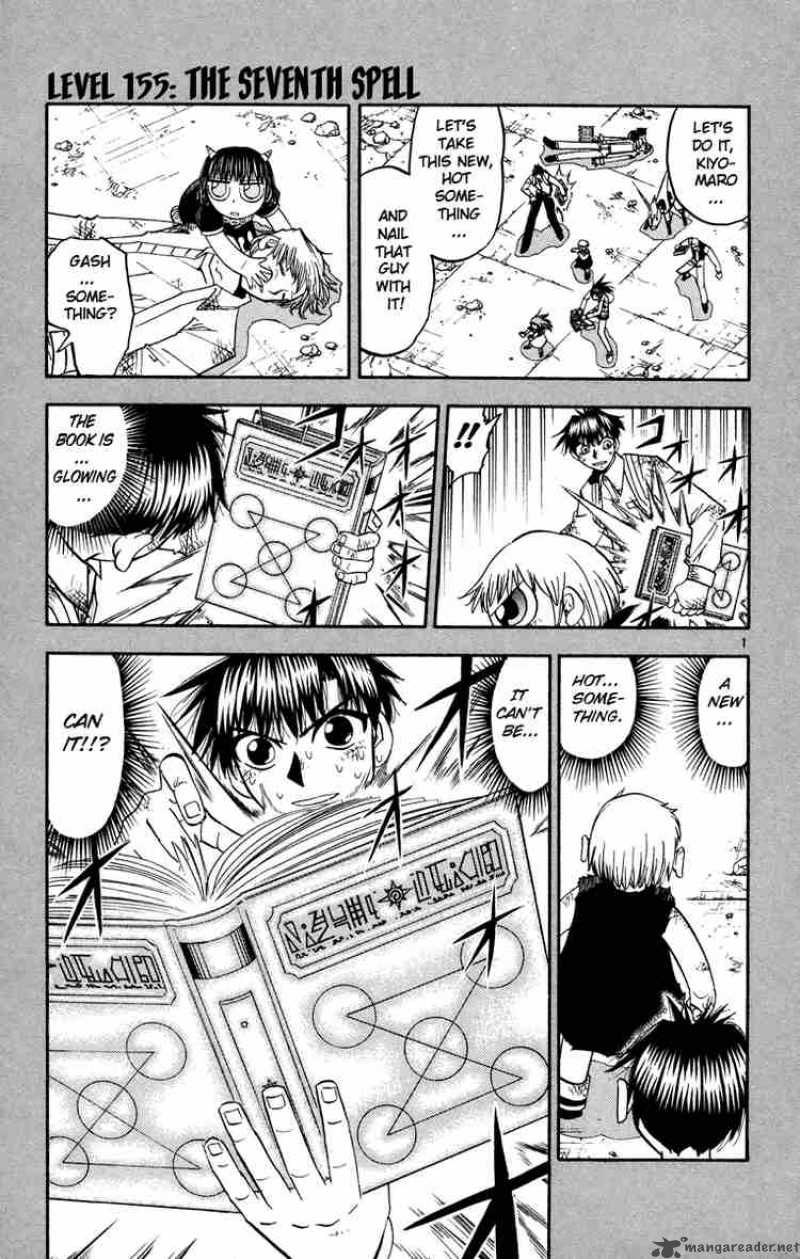 LEVEL 155: THE SEVENTH SPELL
LET'S
DO IT,
KIYO-
MARO
...
LET'S
TAKE
THIS NEW,
HOT
SOME-
THING
...
AND
NAIL
THAT
GUY
WITH
IT!
GASH
...
SOME-
THING?
!!
THE
BOOK IS
...
GLOWING
...
1
A
NEW
...
HOT...
SOME-
THING.
IT
CAN'T
BE...
CAN
IT!!?
mangareader.net